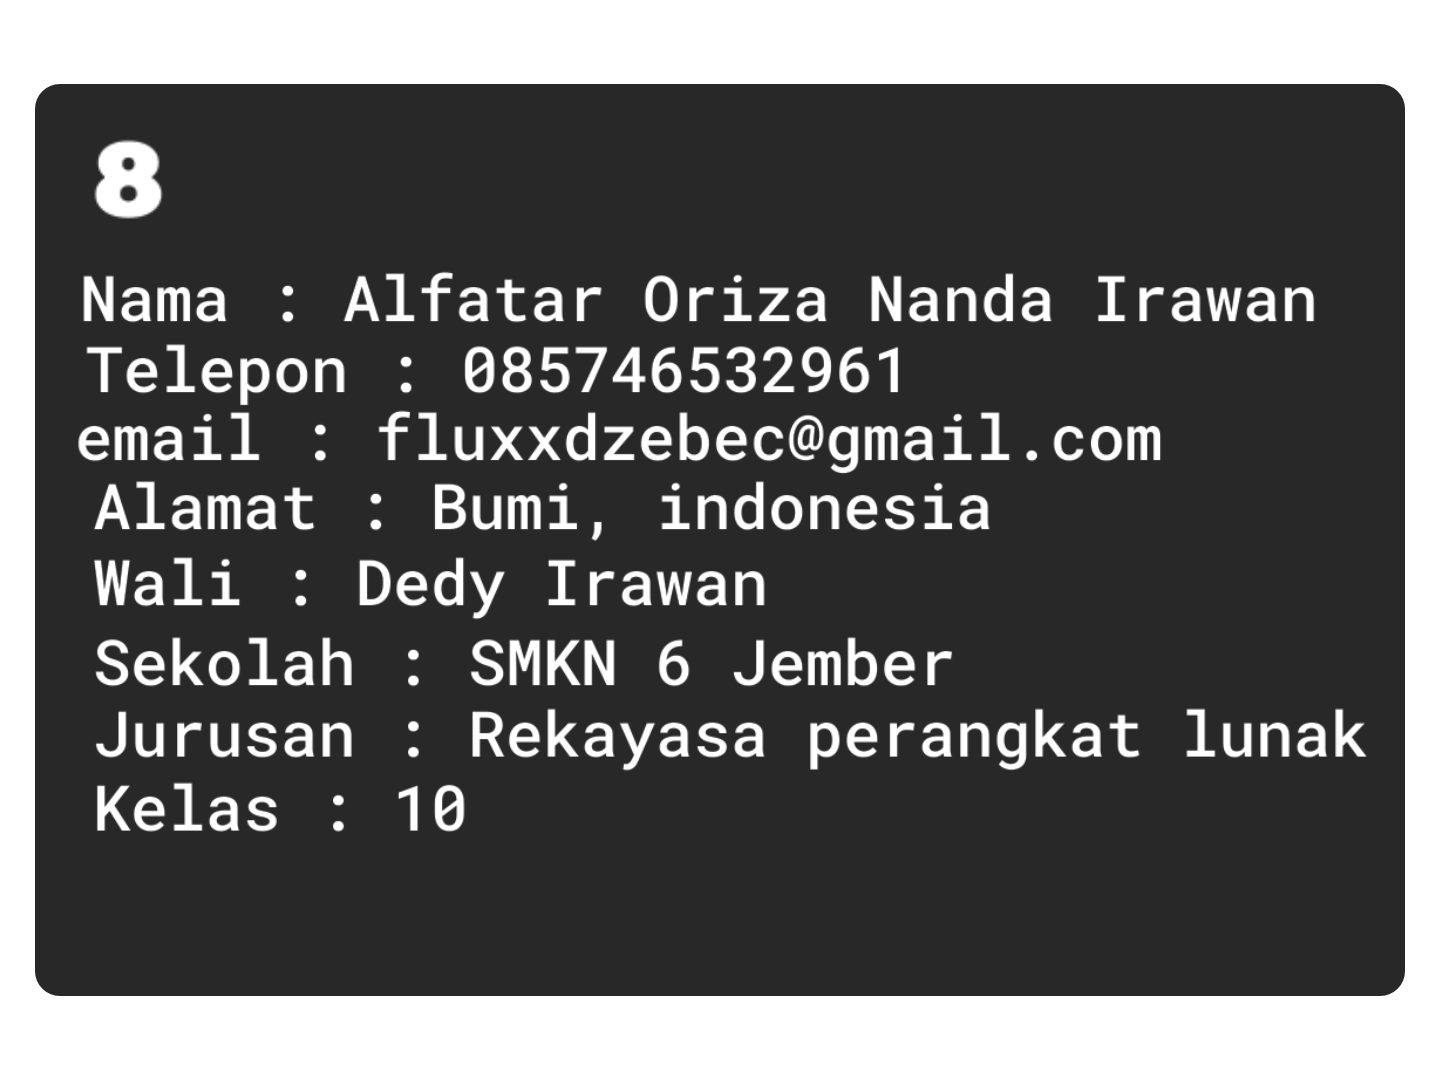 8
Nama : Alfatar Oriza Nanda Irawan
Telepon : 085746532961
email : fluxxdzebec@gmail.com
Alamat : Bumi, indonesia
Wali : Dedy Irawan
Sekolah : SMKN 6 Jember
Jurusan : Rekayasa perangkat lunak
Kelas : 10